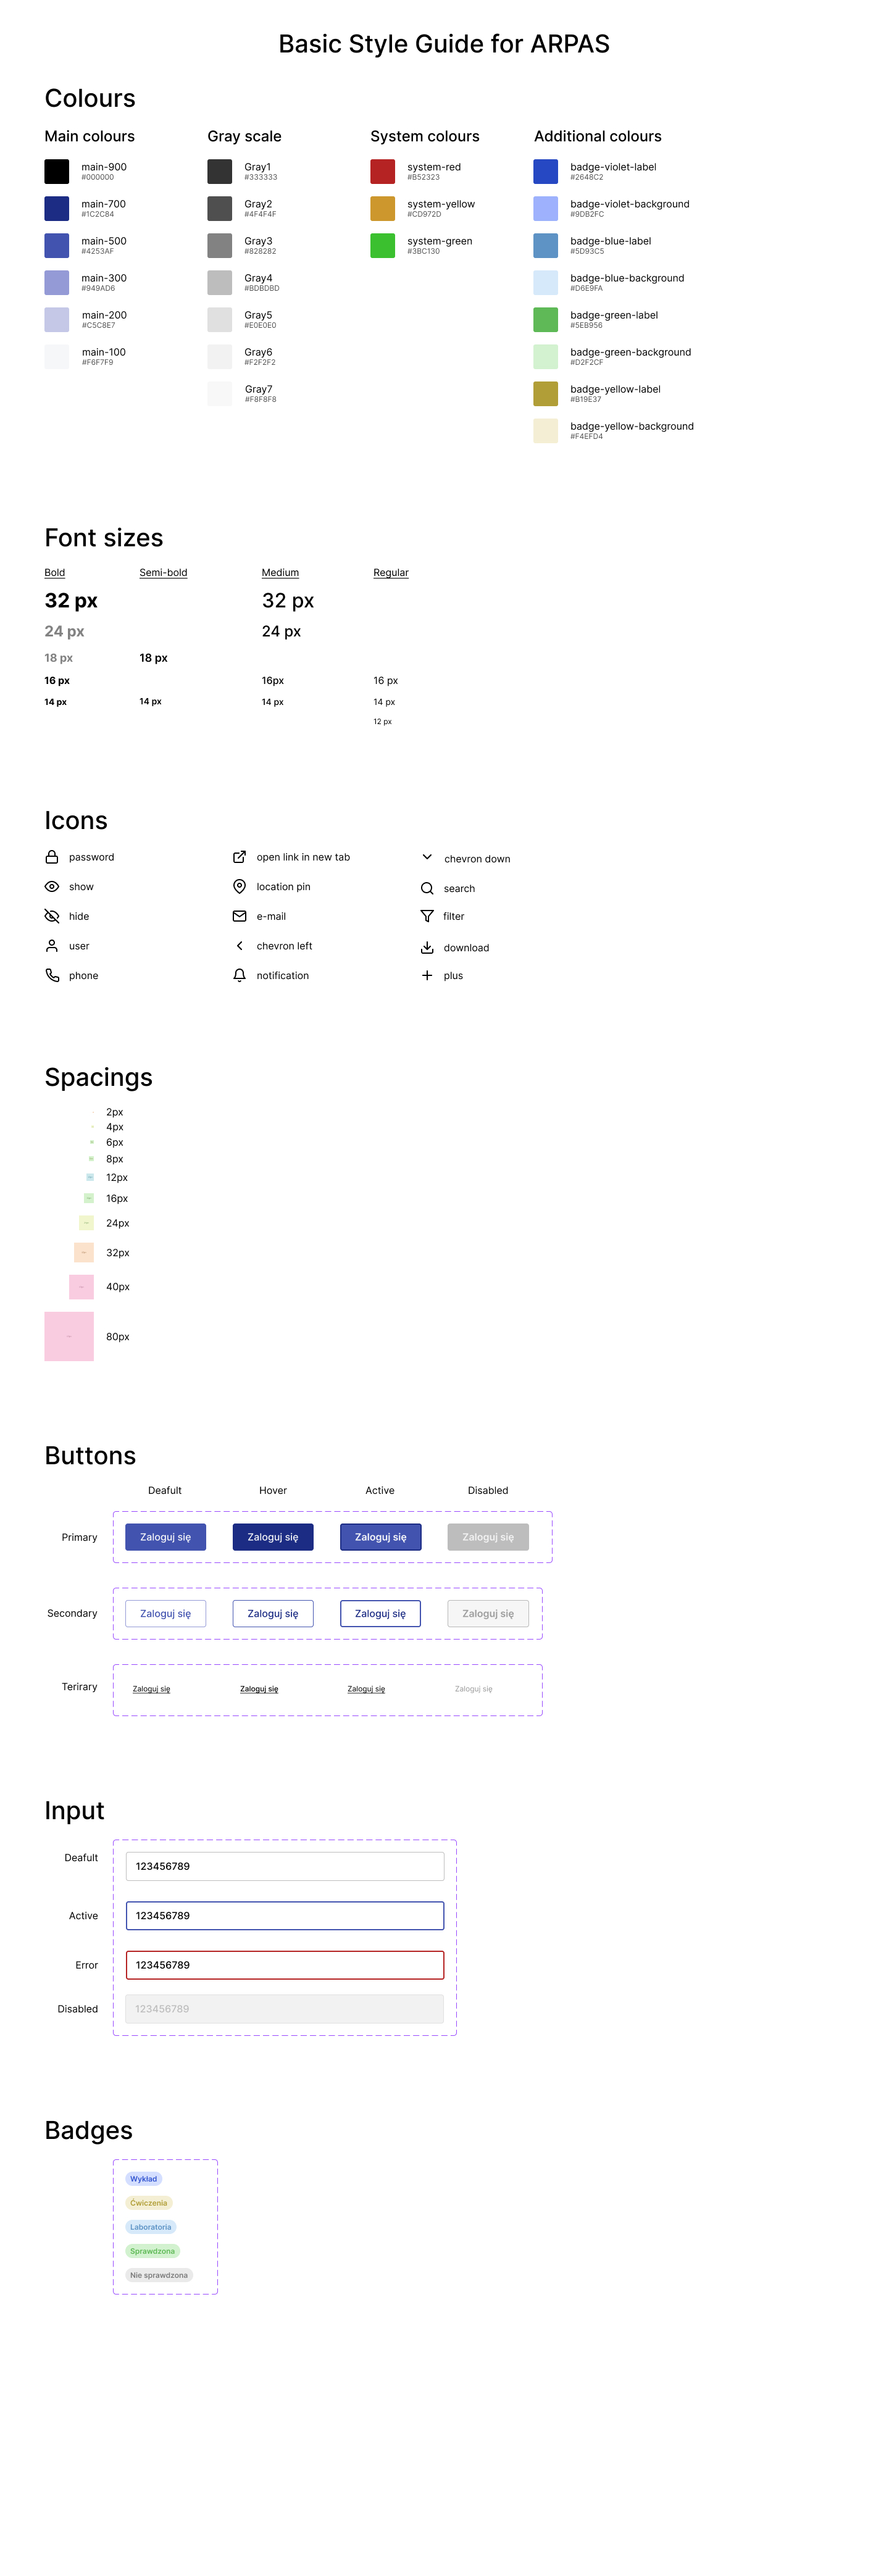 Basic Style Guide for ARPAS
Colours
Main colours
main-900
#000000
main-700
#1C2C84
main-500
#4253AF
main-300
#949AD6
main-200
#C5C8E7
main-100
#F6F7F9
Gray scale
Gray1
#333333
Gray2
#4F4F4F
Gray3
#828282
Gray4
#BDBDBD
Gray5
#E0E0E0
Gray6
#F2F2F2
Gray7
#F8F8F8
System colours
system-red
#B52323
system-yellow
#CD972D
system-green
#3BC130
Additional colours
badge-violet-label
#2648C2
badge-violet-background
#9DB2FC
badge-blue-label
#5D93C5
badge-blue-background
#D6E9FA
badge-green-label
#5EB956
badge-green-background
#D2F2CF
badge-yellow-label
#B19E37
badge-yellow-background
#F4EFD4
Font sizes
Bold Semi-bold Medium Regular
32 px 32 px
24 px 24 px
18 px 18 px
16 px 16px 16 px
14 px 14 px 14 px 14 px
12 px
Icons
password
show
hide
user
phone
open link in new tab
location pin
e-mail
chevron left
notification
chevron down
search
filter
download
plus
Spacings
2px
4px
6px
8px
12px
16px
24px
32px
40px
80px
Buttons
Deafult Hover Active Disabled
Primary Zaloguj się Zaloguj się Zaloguj się Zaloguj się
Secondary Zaloguj się Zaloguj się Zaloguj się Zaloguj się
Terirary Zaloguj się Zaloguj się Zaloguj się Zaloguj się
Input
Deafult 123456789
Active 123456789
Error 123456789
Disabled 123456789
Badges
Wykład
Ćwiczenia
Laboratoria
Sprawdzona
Nie sprawdzona